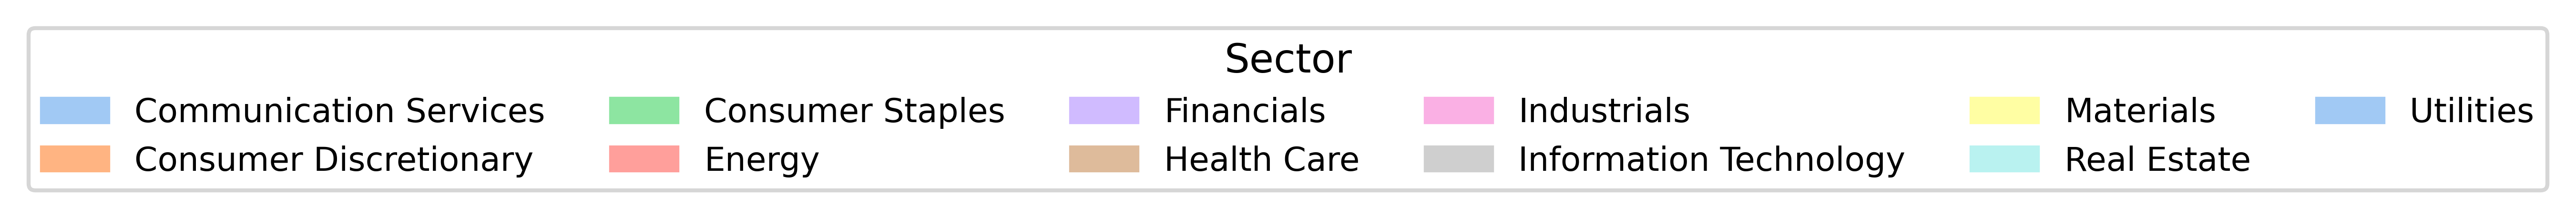 Sector
Communication Services
Consumer Discretionary
Consumer Staples
Energy
Financials
Health Care
Industrials
Information Technology
Materials
Real Estate
Utilities